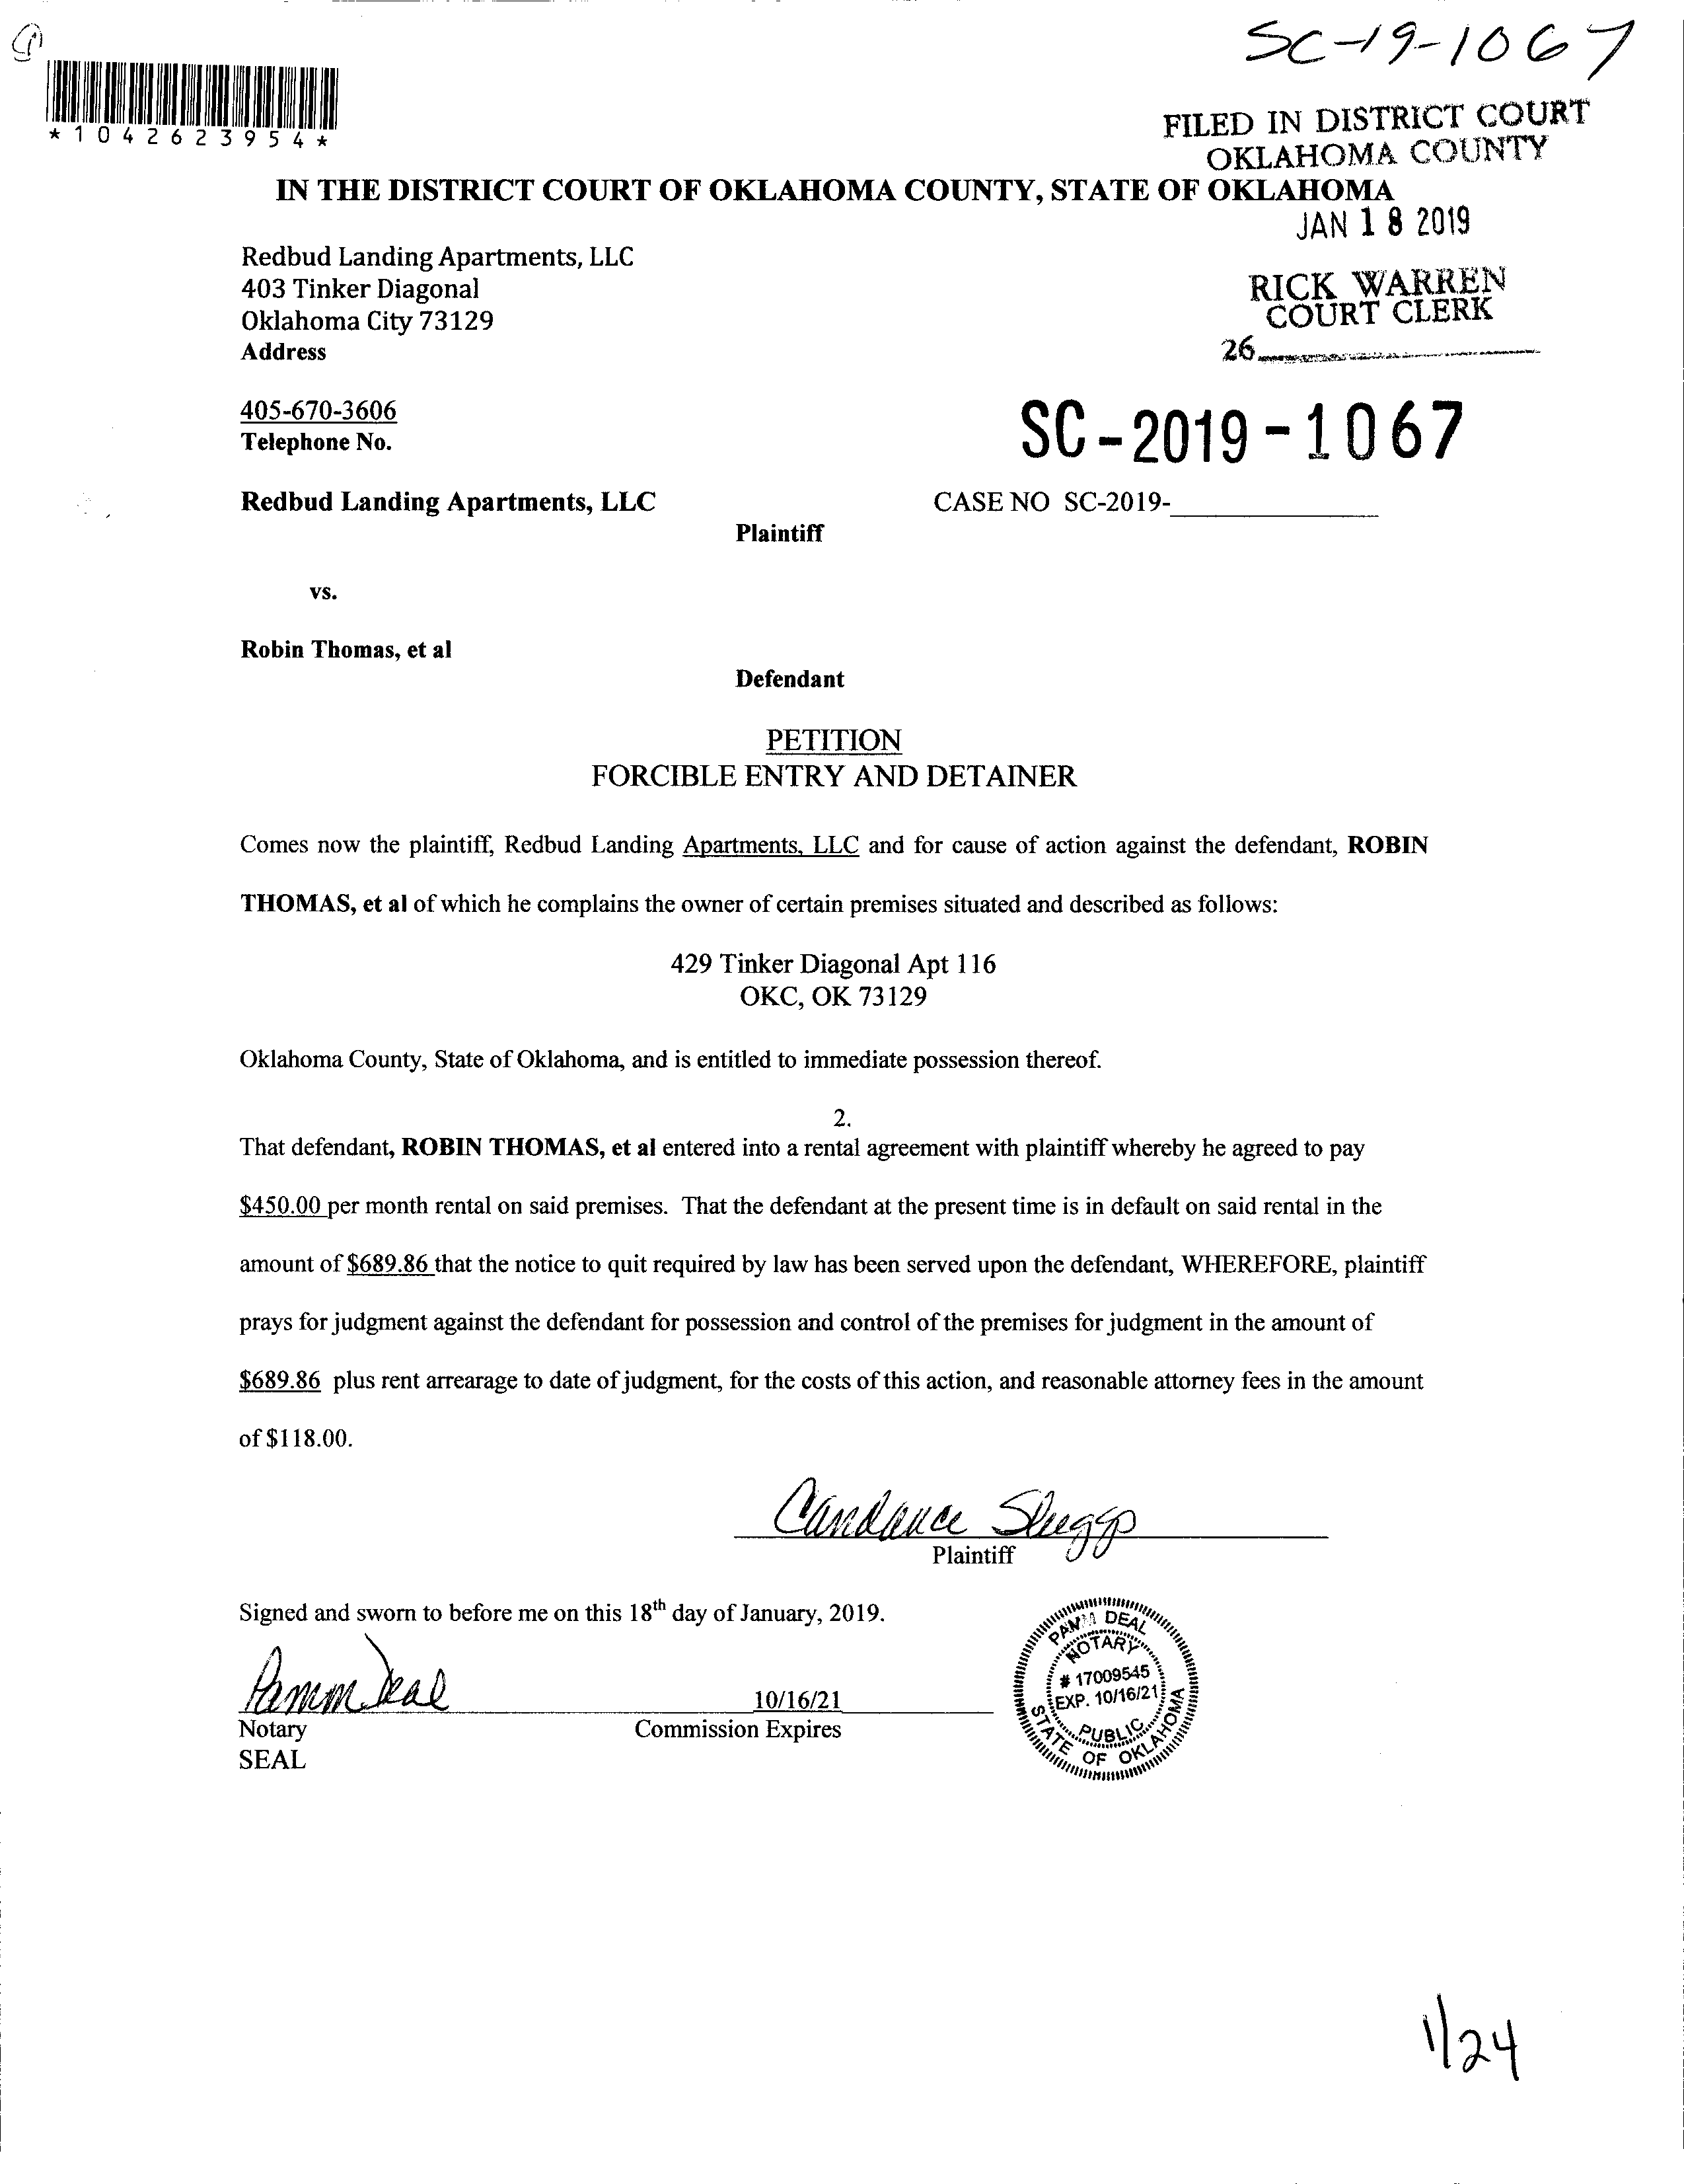 SC-19-1067
*1042623954*
FILED IN DISTRICT COURT
OKLAHOMA COUNTY
IN THE DISTRICT COURT OF OKLAHOMA COUNTY, STATE OF OKLAHOMA
JAN 18 2019
Redbud Landing Apartments, LLC
403 Tinker Diagonal
Oklahoma City 73129
Address
RICK WARREN
COURT CLERK
26
405-670-3606
Telephone No.
SC-2019-1067
Redbud Landing Apartments, LLC
CASE NO SC-2019-
Plaintiff
vs.
Robin Thomas, et al
Defendant
PETITION
FORCIBLE ENTRY AND DETAINER
Comes now the plaintiff, Redbud Landing Apartments, LLC and for cause of action against the defendant, ROBIN
THOMAS, et al of which he complains the owner of certain premises situated and described as follows:
429 Tinker Diagonal Apt 116
OKC, OK 73129
Oklahoma County, State of Oklahoma, and is entitled to immediate possession thereof.
2.
That defendant, ROBIN THOMAS, et al entered into a rental agreement with plaintiff whereby he agreed to pay
$450.00 per month rental on said premises. That the defendant at the present time is in default on said rental in the
amount of $689.86 that the notice to quit required by law has been served upon the defendant, WHEREFORE, plaintiff
prays for judgment against the defendant for possession and control of the premises for judgment in the amount of
$689.86 plus rent arrearage to date of judgment, for the costs of this action, and reasonable attorney fees in the amount
of $118.00.
Candance
Plaintiff
Signed and sworn to before me on this 18th day of January, 2019.
Pamm Deal
10/16/21
Notary
Commission Expires
SEAL
PAMM DEAL
NOTARY
# 17009545
EXP. 10/16/21
PUBLIC
STATE OF OKLAHOMA
1/24